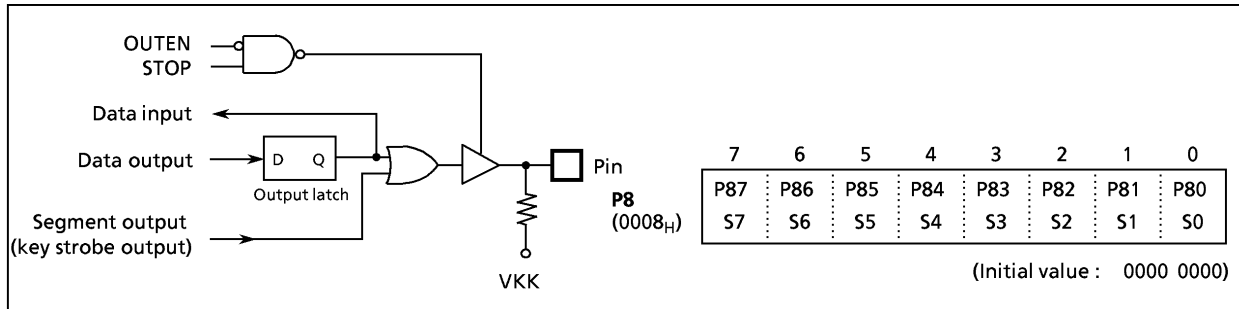 OUTEN
STOP
Data input
Data output
D Q
Output latch
Segment output
(key strobe output)
Pin
VKK
P8
(0008H)
7 6 5 4 3 2 1 0
P87 P86 P85 P84 P83 P82 P81 P80
S7 S6 S5 S4 S3 S2 S1 S0
(Initial value : 0000 0000)